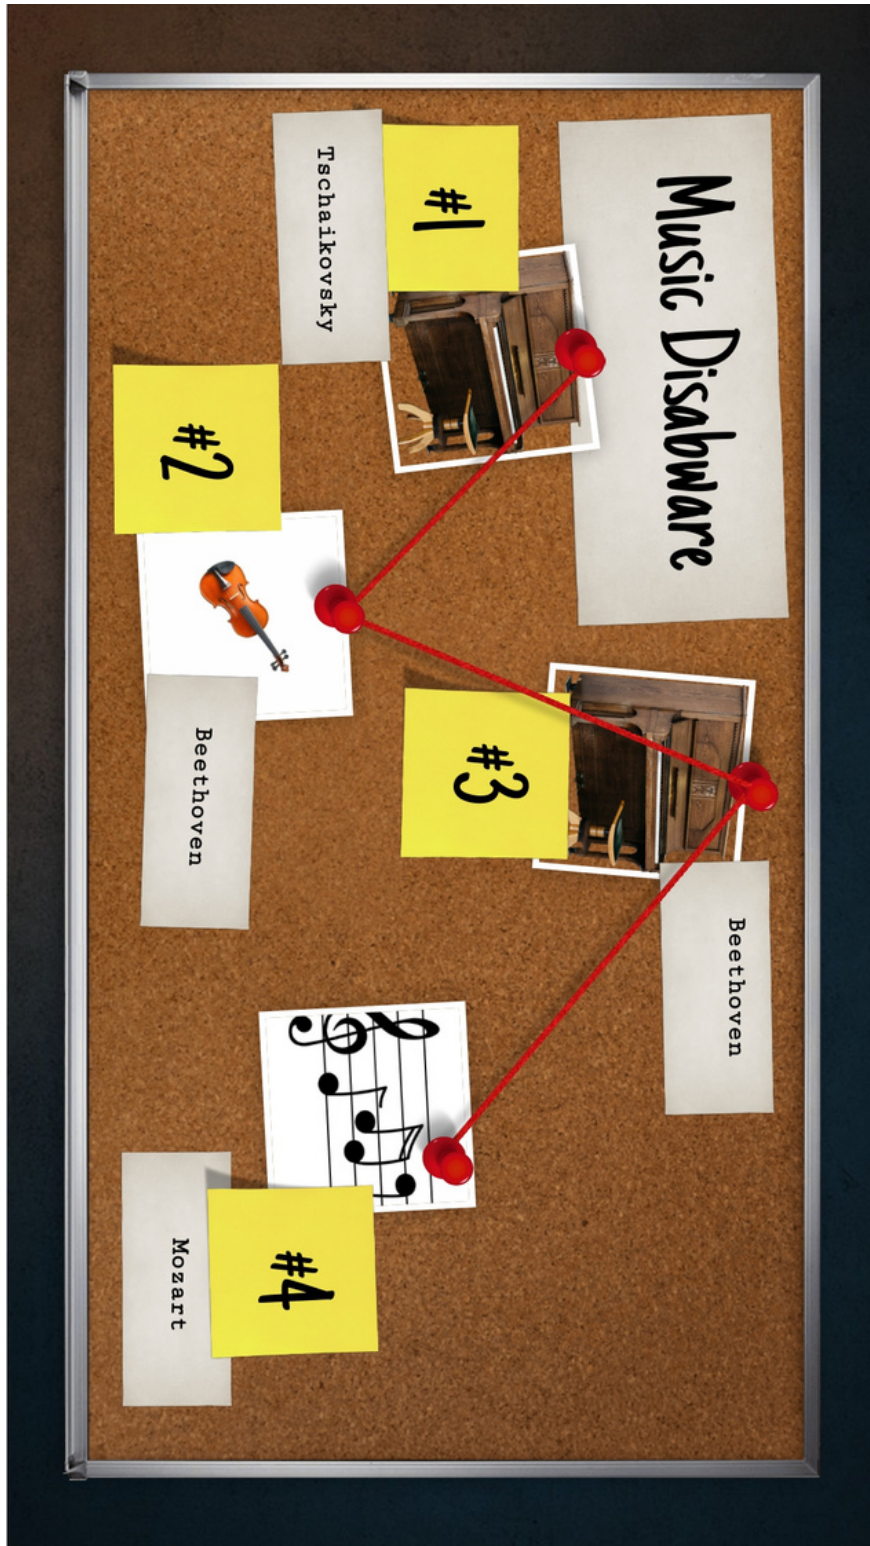 Music Disabware
#1
Tschaikovsky
#2
Beethoven
#3
Beethoven
#4
Mozart